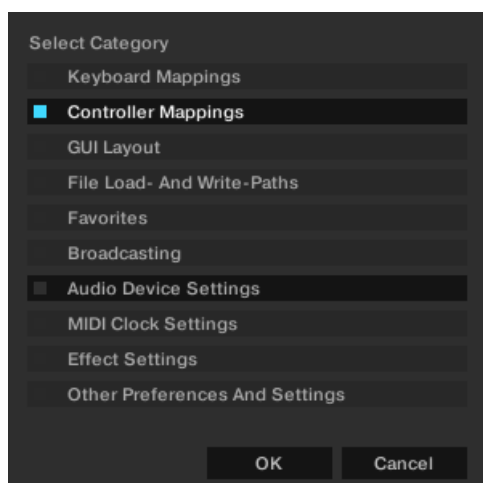 Select Category
Keyboard Mappings
Controller Mappings
GUI Layout
File Load- And Write-Paths
Favorites
Broadcasting
Audio Device Settings
MIDI Clock Settings
Effect Settings
Other Preferences And Settings
OK Cancel